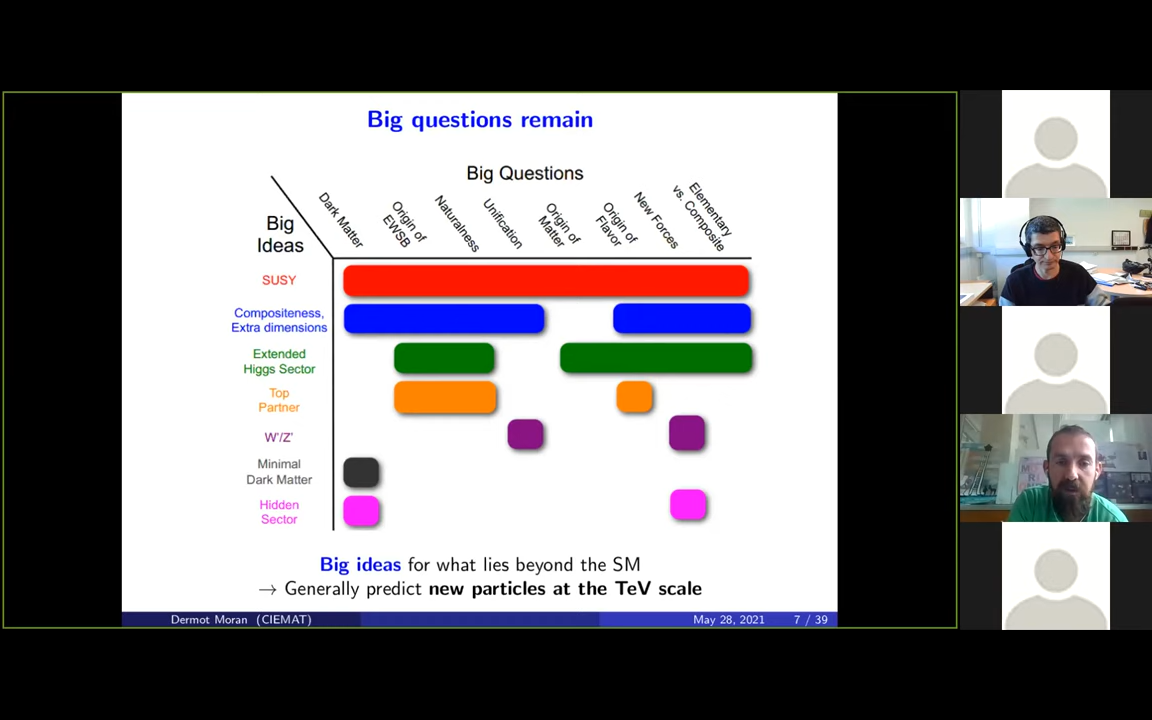 Big questions remain
Big Questions
Big
Ideas
Dark Matter
Origin of
EWSB
Naturalness
Unification
Origin of
Matter
Origin of
Flavor
New Forces
Elementary
vs. Composite
SUSY
Compositeness,
Extra dimensions
Extended
Higgs Sector
Top
Partner
W'/Z'
Minimal
Dark Matter
Hidden
Sector
Big ideas for what lies beyond the SM
→ Generally predict new particles at the TeV scale
Dermot Moran (CIEMAT) May 28, 2021 7 / 39